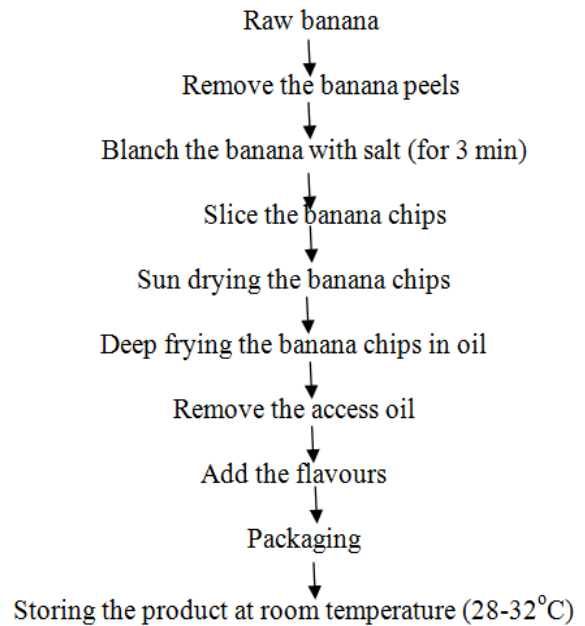 Raw banana
Remove the banana peels
Blanch the banana with salt (for 3 min)
Slice the banana chips
Sun drying the banana chips
Deep frying the banana chips in oil
Remove the access oil
Add the flavours
Packaging
Storing the product at room temperature (28-32°C)